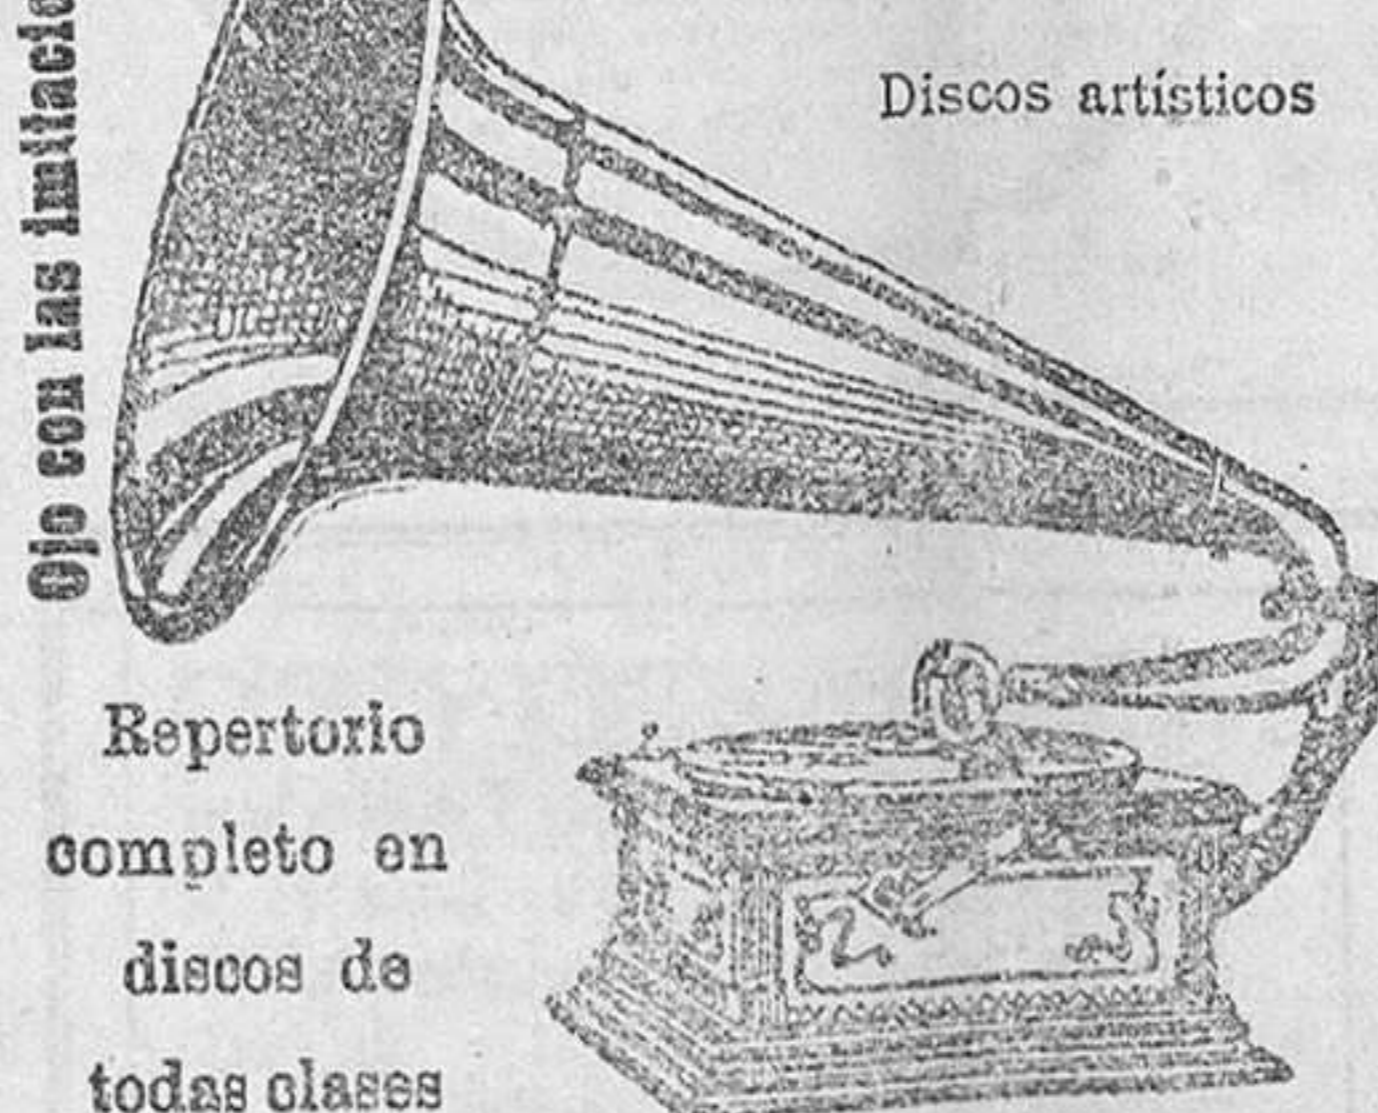 Ojo con las imitacio
Discos artísticos
Repertorio
completo en
discos de
todas clases